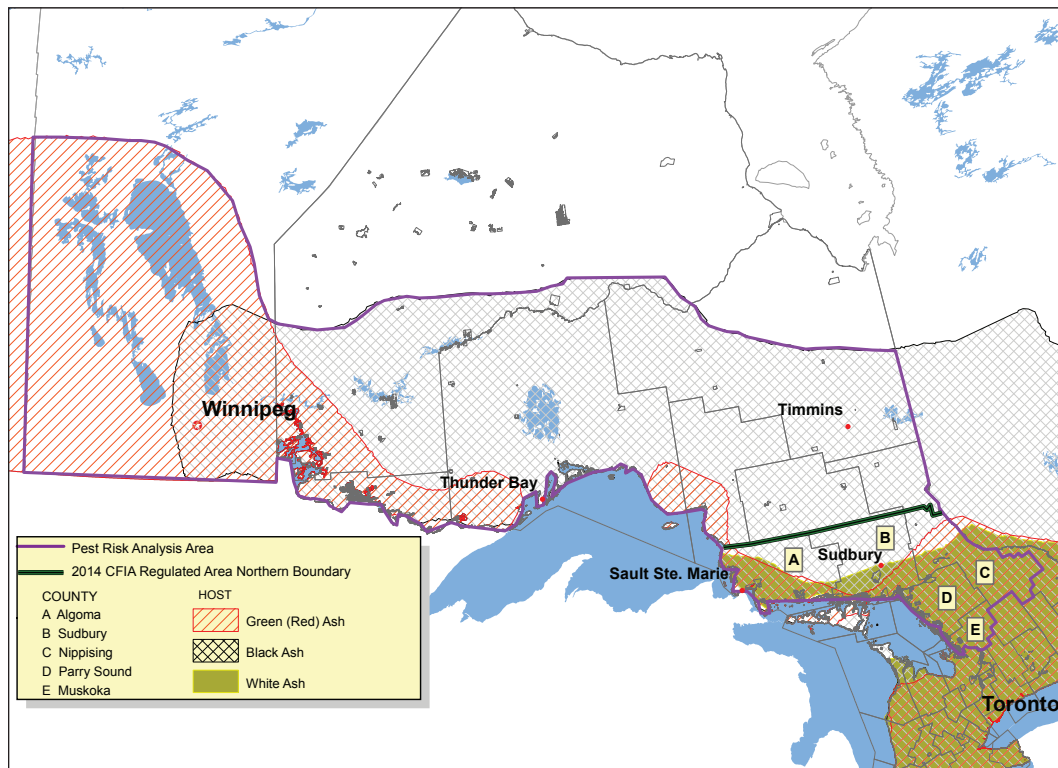 Timmins
Winnipeg
Thunder Bay
B
Sudbury
A
Sault Ste. Marie
C
D
E
Toronto
Pest Risk Analysis Area
2014 CFIA Regulated Area Northern Boundary
COUNTY
A Algoma
B Sudbury
C Nippising
D Parry Sound
E Muskoka
HOST
Green (Red) Ash
Black Ash
White Ash